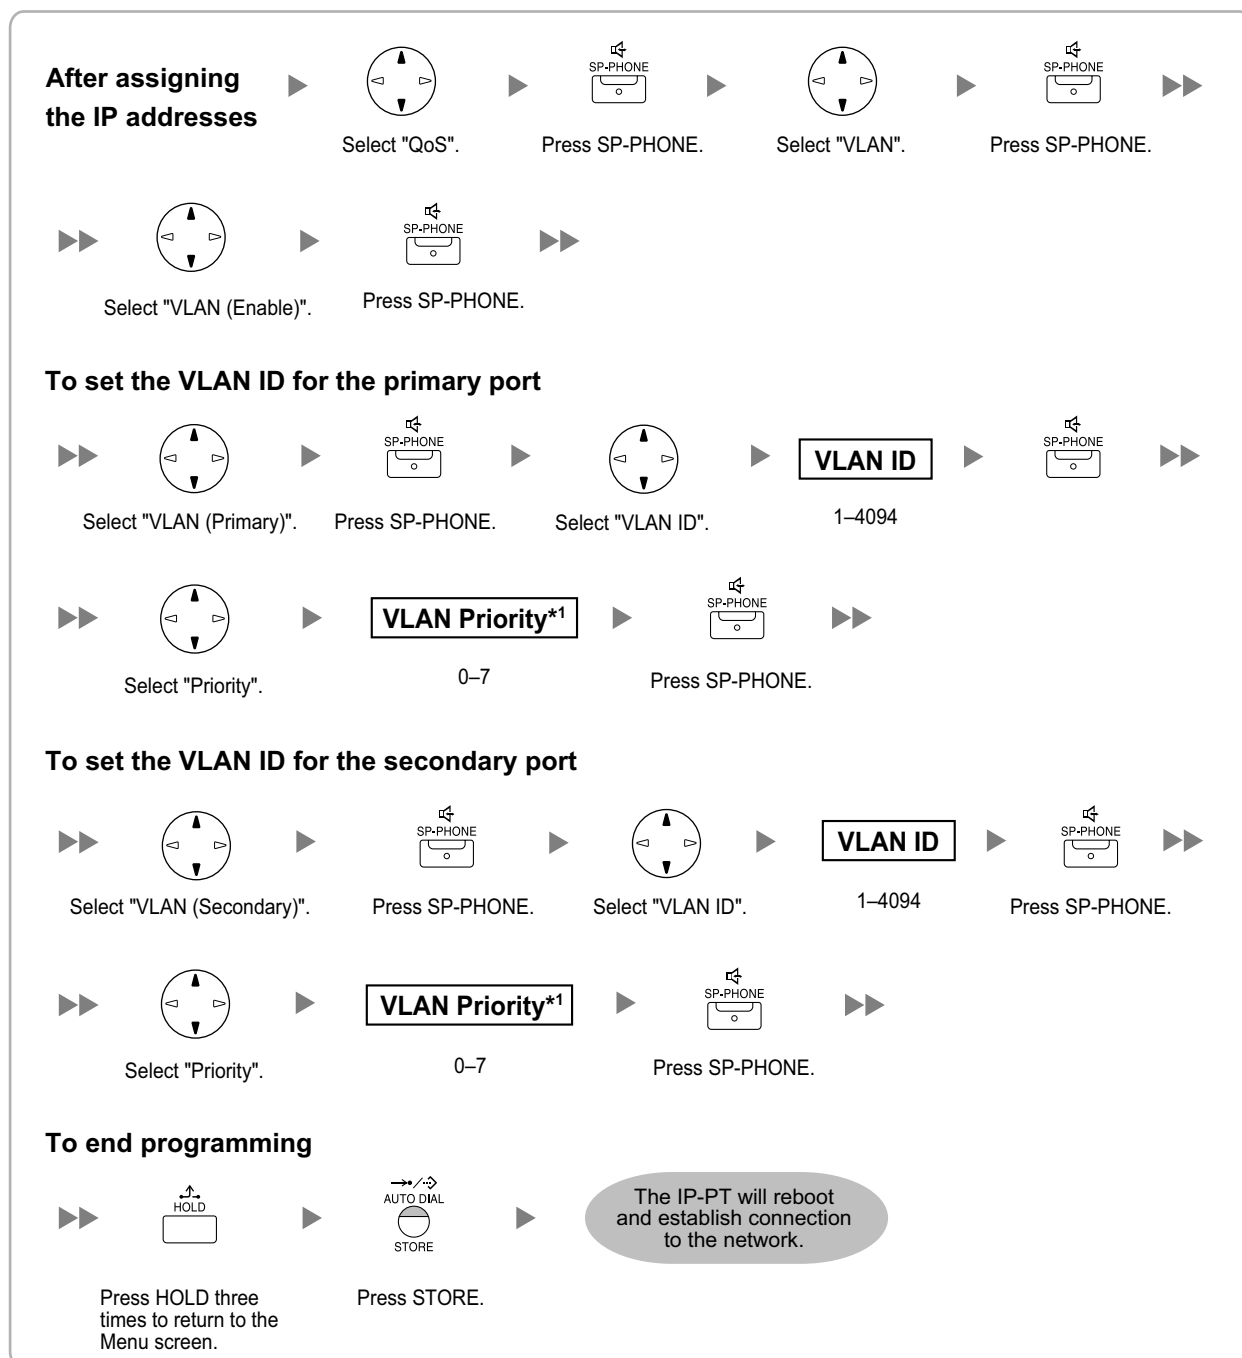 After assigning
the IP addresses
SP-PHONE
SP-PHONE
Select "QoS".
Press SP-PHONE.
Select "VLAN".
Press SP-PHONE.
SP-PHONE
Select "VLAN (Enable)".
Press SP-PHONE.
To set the VLAN ID for the primary port
SP-PHONE
VLAN ID
SP-PHONE
Select "VLAN (Primary)".
Press SP-PHONE.
Select "VLAN ID".
1–4094
VLAN Priority*1
SP-PHONE
Select "Priority".
0–7
Press SP-PHONE.
To set the VLAN ID for the secondary port
SP-PHONE
VLAN ID
SP-PHONE
Select "VLAN (Secondary)".
Press SP-PHONE.
Select "VLAN ID".
1–4094
Press SP-PHONE.
VLAN Priority*1
SP-PHONE
Select "Priority".
0–7
Press SP-PHONE.
To end programming
HOLD
AUTO DIAL
STORE
The IP-PT will reboot
and establish connection
to the network.
Press HOLD three
times to return to the
Menu screen.
Press STORE.